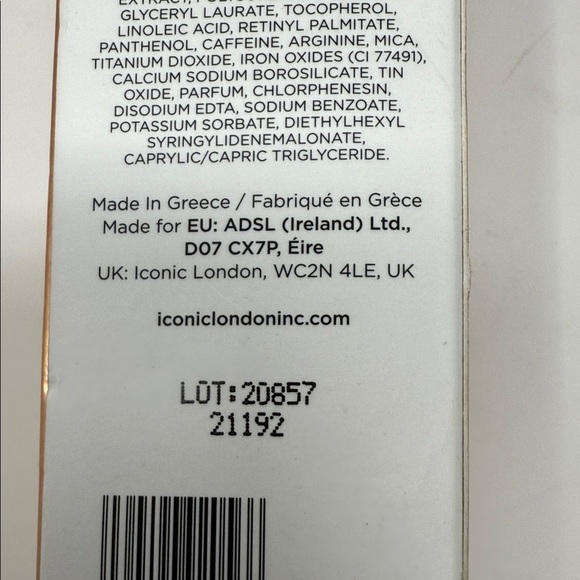 GLYCERYL LAURATE, TOCOPHEROL,
LINOLEIC ACID, RETINYL PALMITATE,
PANTHENOL, CAFFEINE, ARGININE, MICA,
TITANIUM DIOXIDE, IRON OXIDES (CI 77491),
CALCIUM SODIUM BOROSILICATE, TIN
OXIDE, PARFUM, CHLORPHENESIN,
DISODIUM EDTA, SODIUM BENZOATE,
POTASSIUM SORBATE, DIETHYLHEXYL
SYRINGYLIDENEMALONATE,
CAPRYLIC/CAPRIC TRIGLYCERIDE.
Made In Greece / Fabriqué en Grèce
Made for EU: ADSL (Ireland) Ltd.,
D07 CX7P, Éire
UK: Iconic London, WC2N 4LE, UK
iconiclondoninc.com
LOT:20857
21192